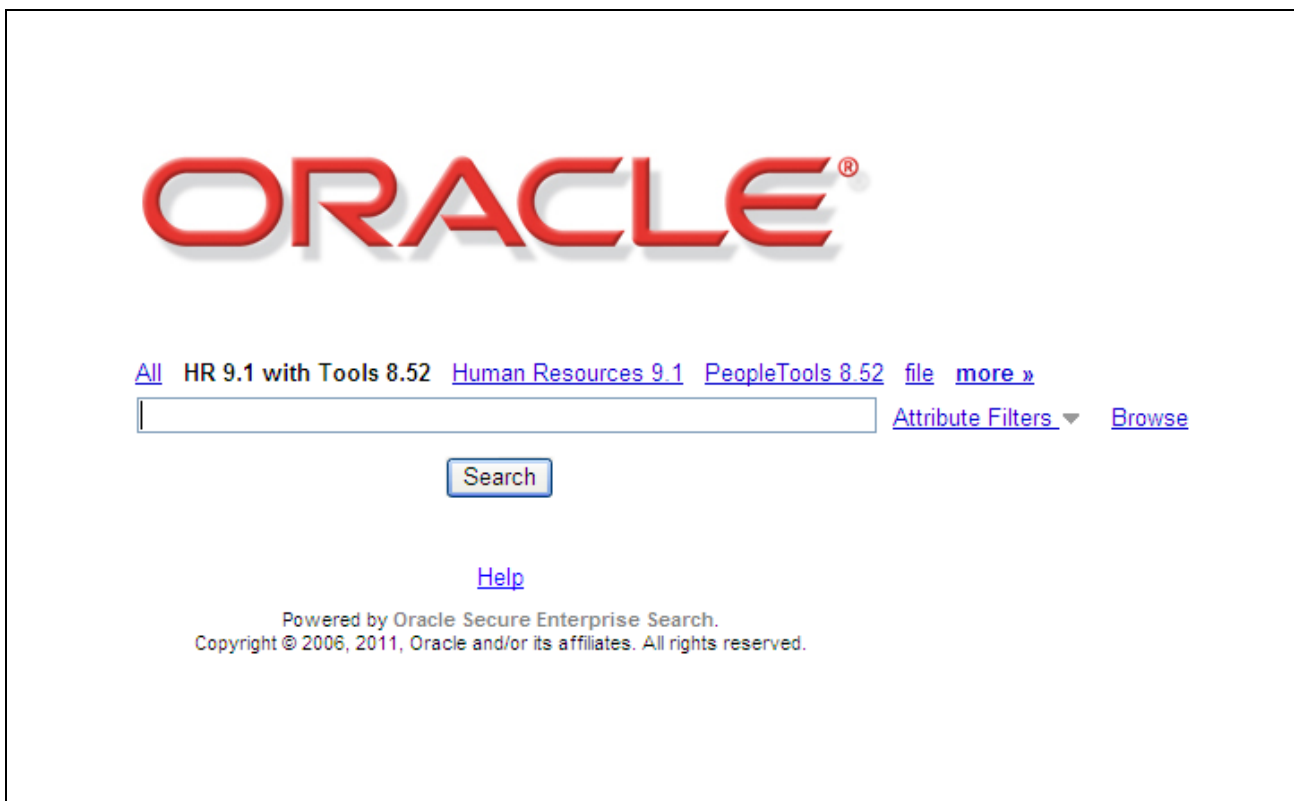 ORACLE®
All HR 9.1 with Tools 8.52 Human Resources 9.1 PeopleTools 8.52 file more »
Attribute Filters Browse
Search
Help
Powered by Oracle Secure Enterprise Search.
Copyright © 2006, 2011, Oracle and/or its affiliates. All rights reserved.